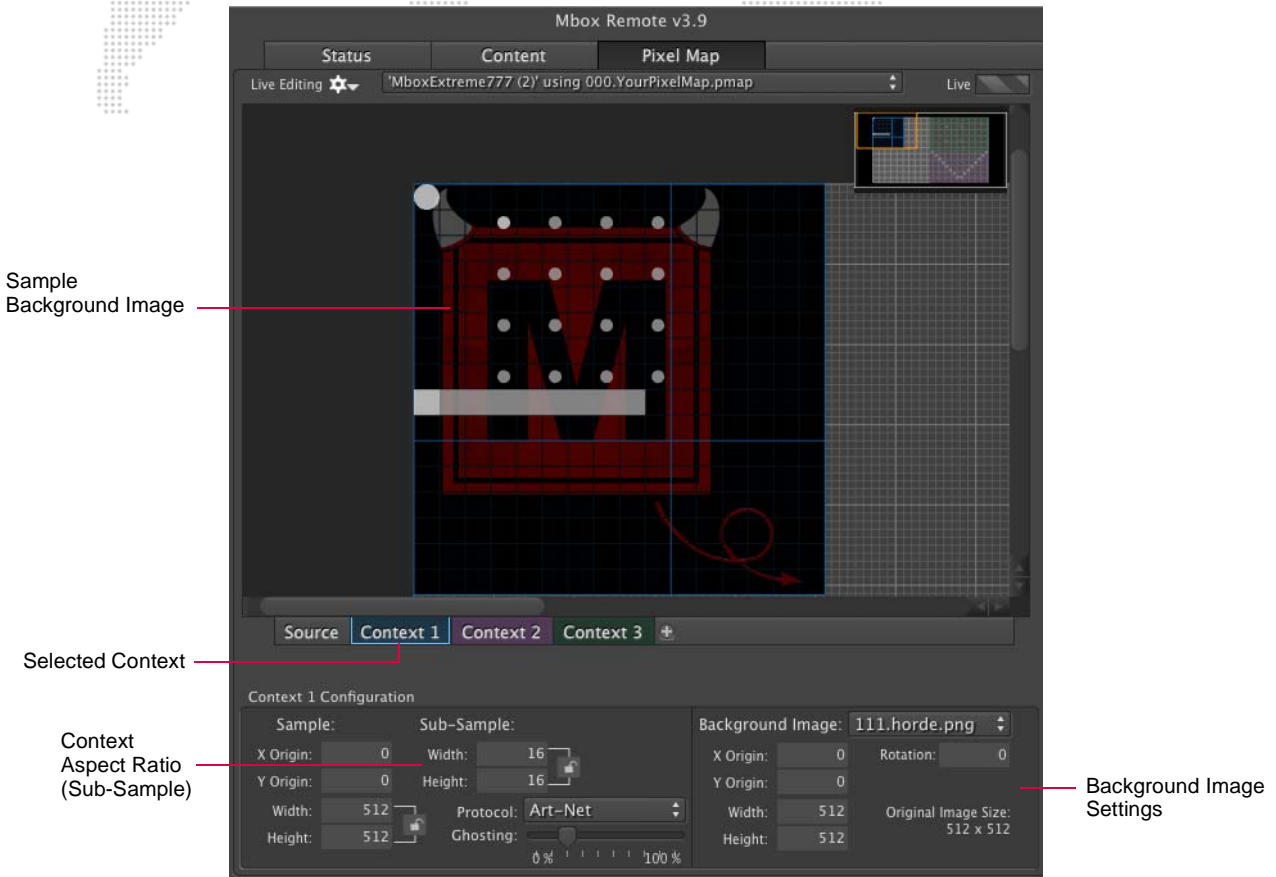 Mbox Remote v3.9
Status Content Pixel Map
Live Editing 'MboxExtreme777 (2)' using 000.YourPixelMap.pmap Live
M
Sample
Background Image
Source Context 1 Context 2 Context 3
Selected Context
Context 1 Configuration
Sample: Sub-Sample: Background Image: 111.horde.png
X Origin: 0 Width: 16 X Origin: 0 Rotation: 0
Y Origin: 0 Height: 16 Y Origin: 0
Width: 512 Protocol: Art-Net Width: 512 Original Image Size:
512 x 512
Height: 512 Ghosting: Height: 512
0 % 100 %
Context
Aspect Ratio
(Sub-Sample)
Background Image
Settings